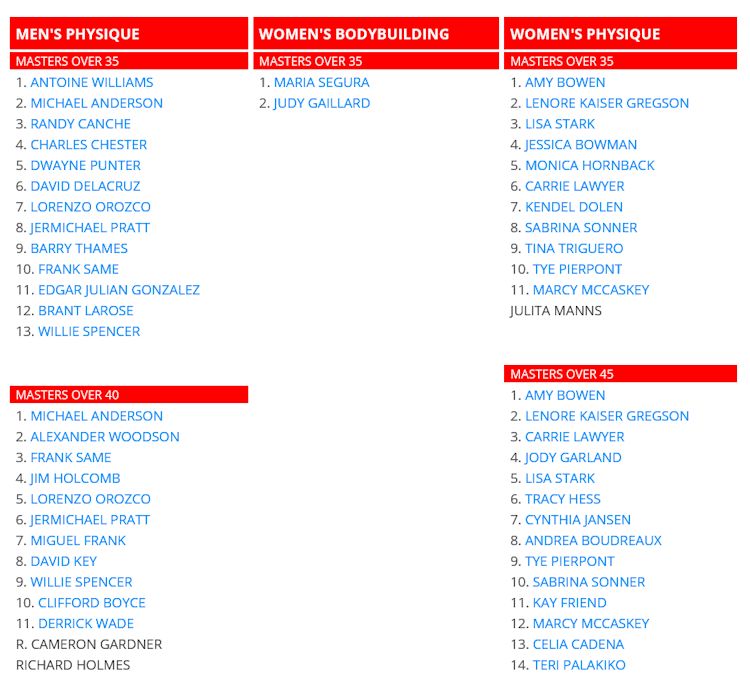 MEN'S PHYSIQUE
MASTERS OVER 35
1. ANTOINE WILLIAMS
2. MICHAEL ANDERSON
3. RANDY CANCHE
4. CHARLES CHESTER
5. DWAYNE PUNTER
6. DAVID DELACRUZ
7. LORENZO OROZCO
8. JERMICHAEL PRATT
9. BARRY THAMES
10. FRANK SAME
11. EDGAR JULIAN GONZALEZ
12. BRANT LAROSE
13. WILLIE SPENCER
MASTERS OVER 40
1. MICHAEL ANDERSON
2. ALEXANDER WOODSON
3. FRANK SAME
4. JIM HOLCOMB
5. LORENZO OROZCO
6. JERMICHAEL PRATT
7. MIGUEL FRANK
8. DAVID KEY
9. WILLIE SPENCER
10. CLIFFORD BOYCE
11. DERRICK WADE
R. CAMERON GARDNER
RICHARD HOLMES
WOMEN'S BODYBUILDING
MASTERS OVER 35
1. MARIA SEGURA
2. JUDY GAILLARD
WOMEN'S PHYSIQUE
MASTERS OVER 35
1. AMY BOWEN
2. LENORE KAISER GREGSON
3. LISA STARK
4. JESSICA BOWMAN
5. MONICA HORNBACK
6. CARRIE LAWYER
7. KENDEL DOLEN
8. SABRINA SONNER
9. TINA TRIGUERO
10. TYE PIERPONT
11. MARCY MCCASKEY
JULITA MANNS
MASTERS OVER 45
1. AMY BOWEN
2. LENORE KAISER GREGSON
3. CARRIE LAWYER
4. JODY GARLAND
5. LISA STARK
6. TRACY HESS
7. CYNTHIA JANSEN
8. ANDREA BOUDREAUX
9. TYE PIERPONT
10. SABRINA SONNER
11. KAY FRIEND
12. MARCY MCCASKEY
13. CELIA CADENA
14. TERI PALAKIKO